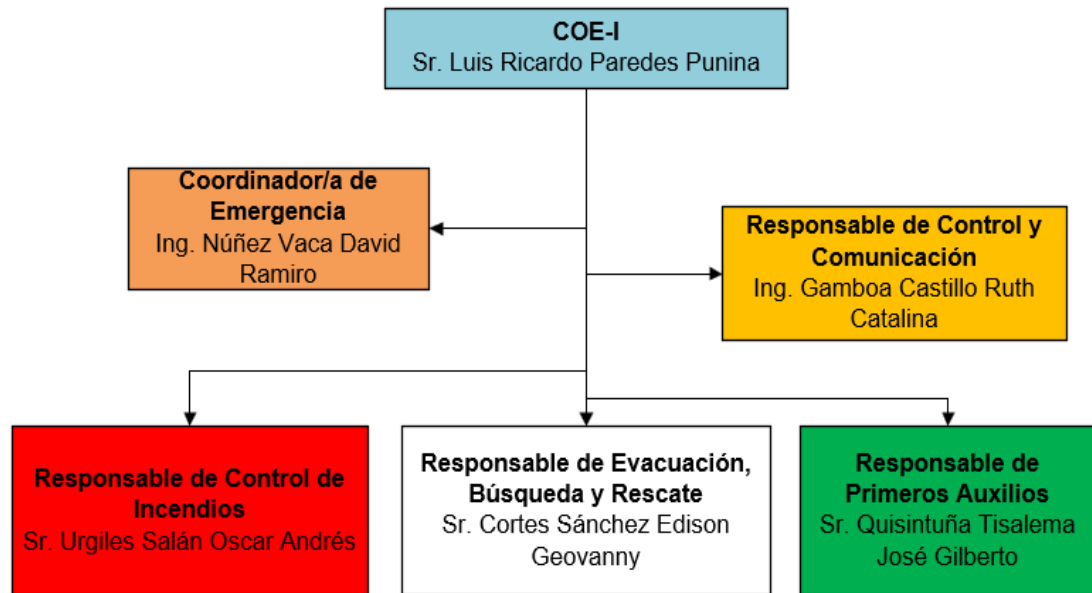 COE-I
Sr. Luis Ricardo Paredes Punina
Coordinador/a de
Emergencia
Ing. Núñez Vaca David
Ramiro
Responsable de Control y
Comunicación
Ing. Gamboa Castillo Ruth
Catalina
Responsable de Control de
Incendios
Sr. Urgiles Salán Oscar Andrés
Responsable de Evacuación,
Búsqueda y Rescate
Sr. Cortes Sánchez Edison
Geovanny
Responsable de
Primeros Auxilios
Sr. Quisintuña Tisalema
José Gilberto